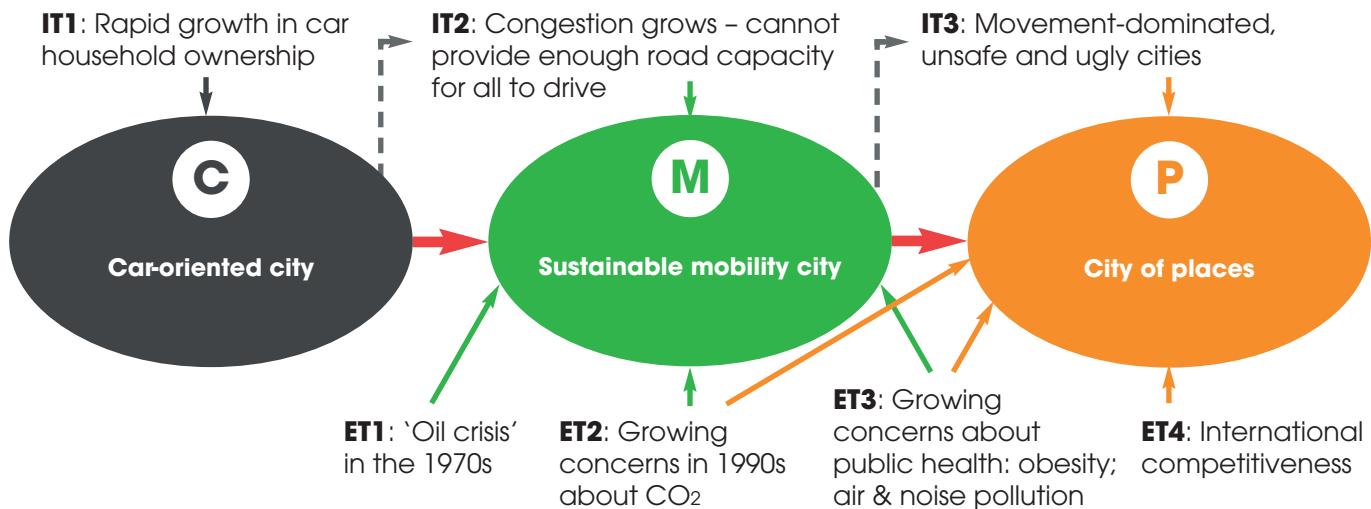 IT1: Rapid growth in car
household ownership
IT2: Congestion grows – cannot
provide enough road capacity
for all to drive
IT3: Movement-dominated,
unsafe and ugly cities
C
Car-oriented city
M
Sustainable mobility city
P
City of places
ET1: ‘Oil crisis’
in the 1970s
ET2: Growing
concerns in 1990s
about CO2
ET3: Growing
concerns about
public health: obesity;
air & noise pollution
ET4: International
competitiveness